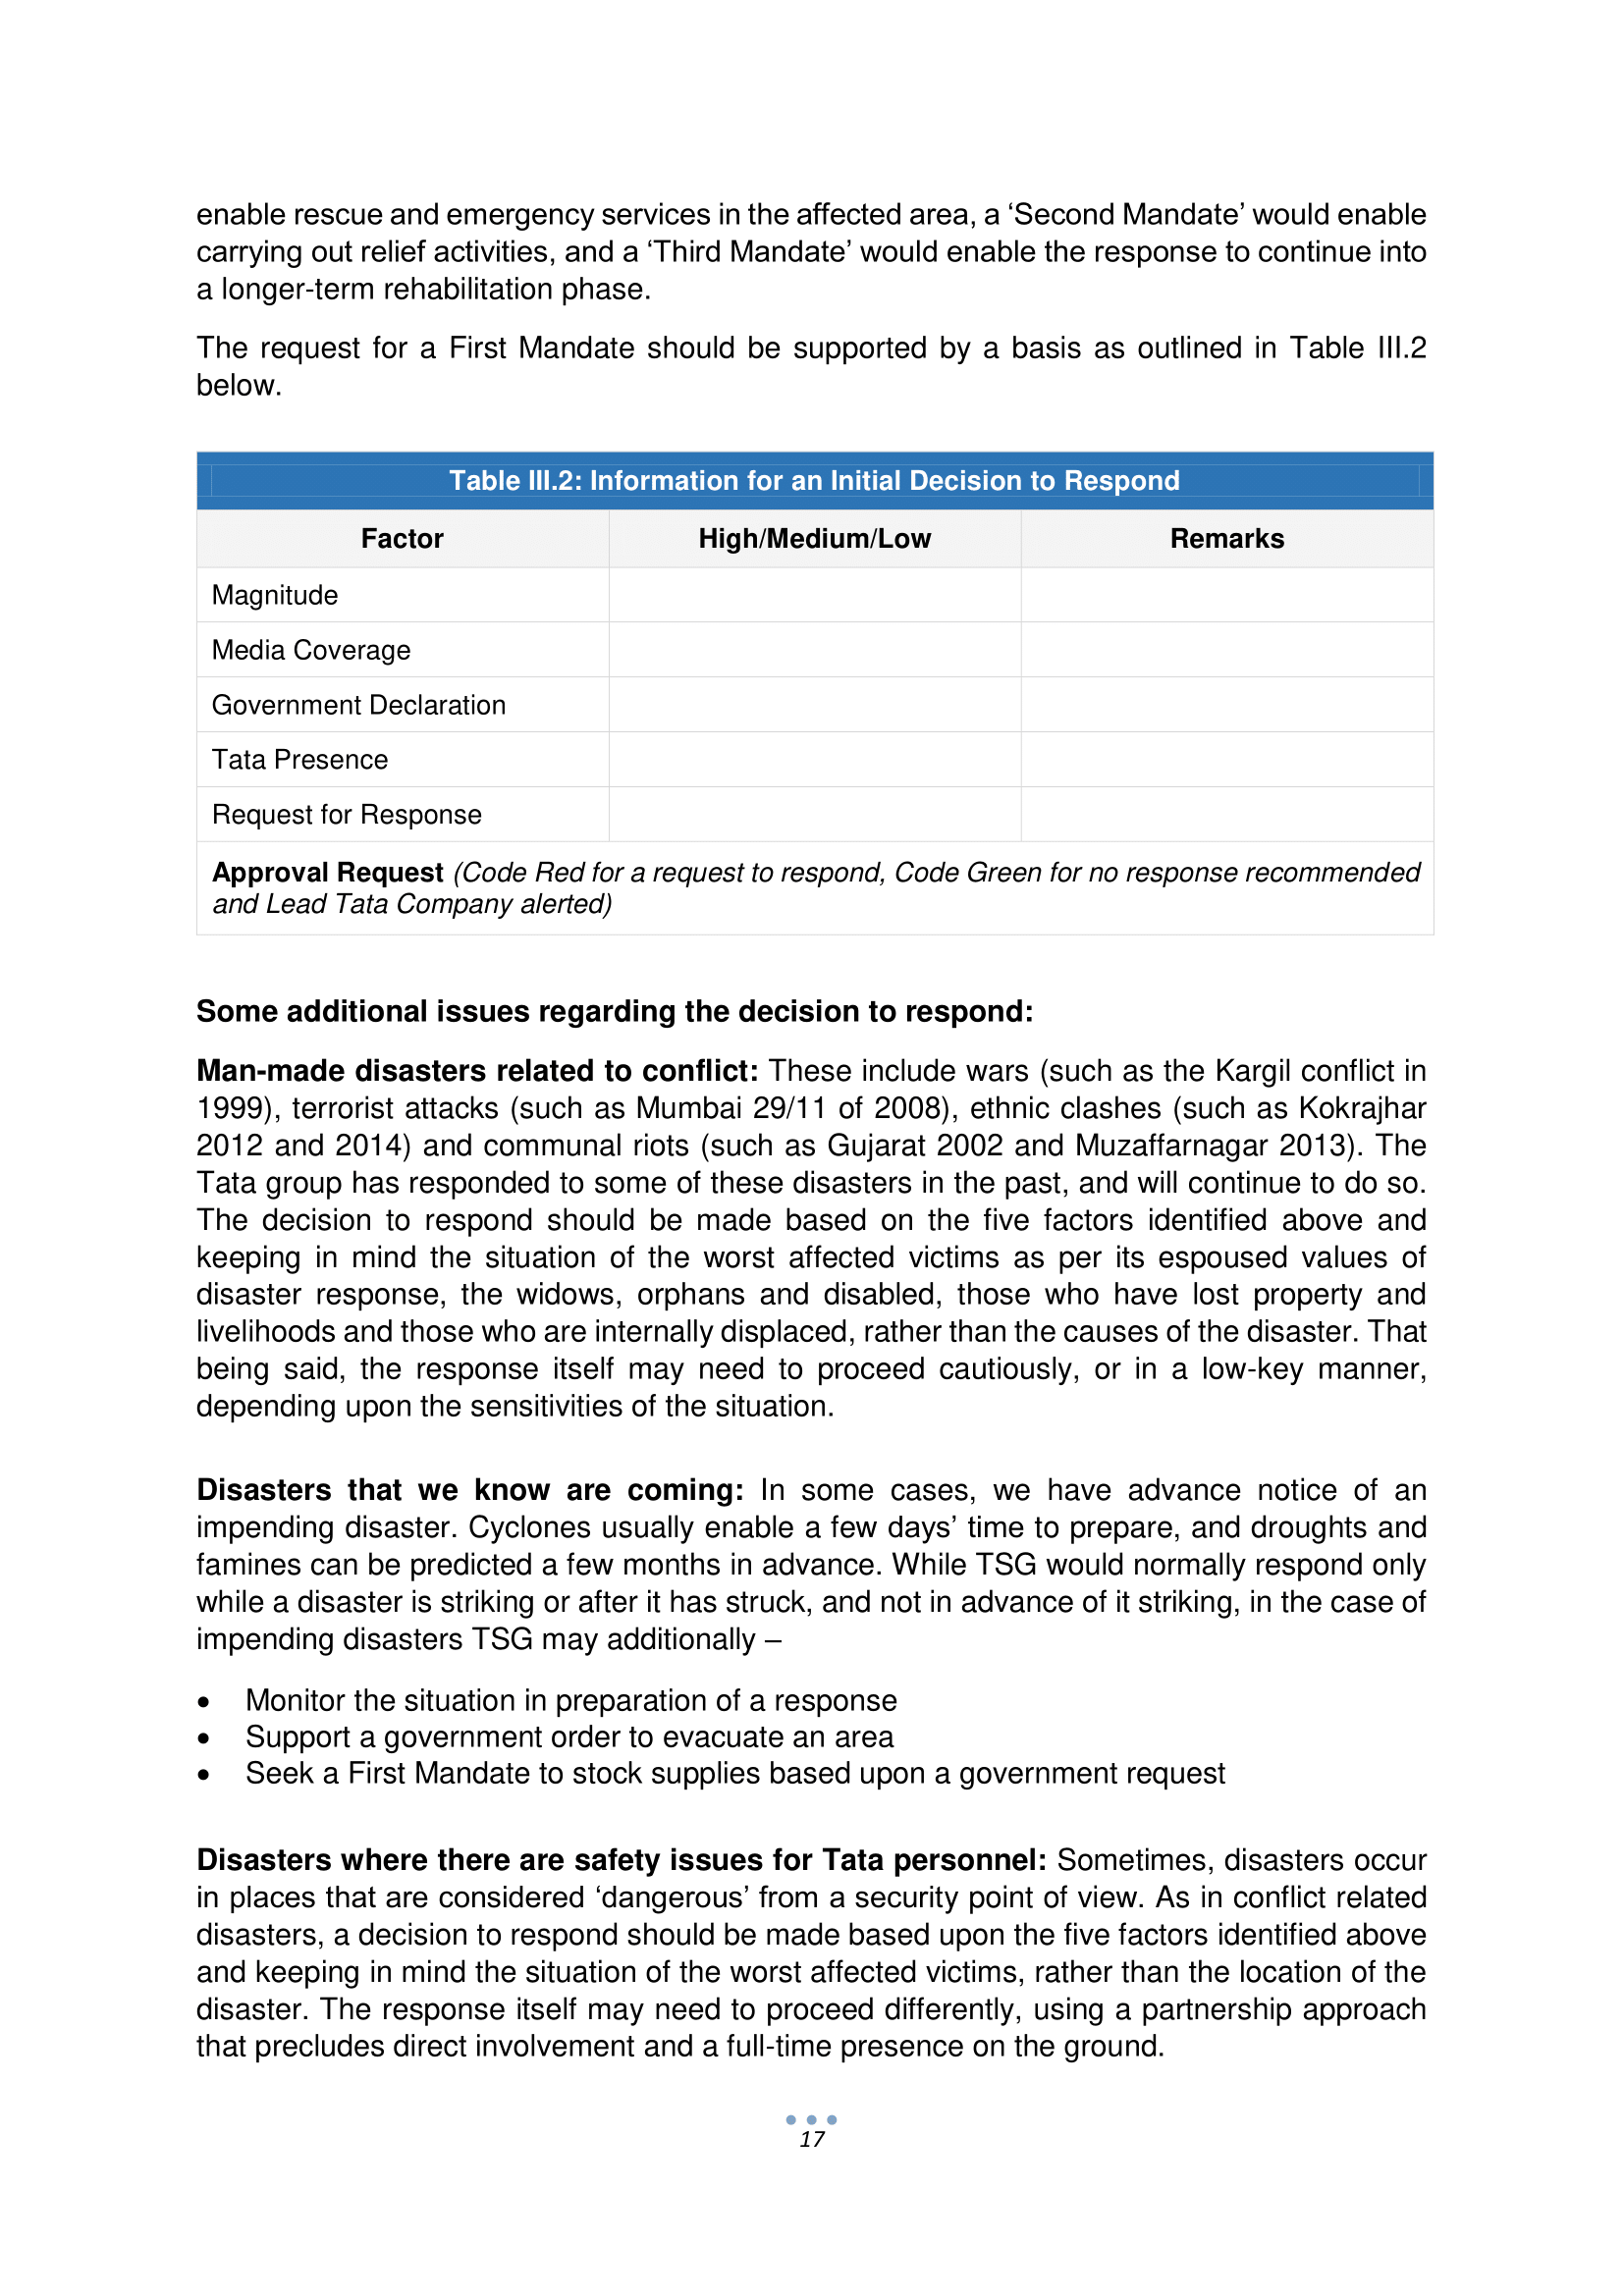 enable rescue and emergency services in the affected area, a ‘Second Mandate’ would enable
carrying out relief activities, and a ‘Third Mandate’ would enable the response to continue into
a longer-term rehabilitation phase.
The request for a First Mandate should be supported by a basis as outlined in Table III.2
below.
Table III.2: Information for an Initial Decision to Respond
Factor High/Medium/Low Remarks
Magnitude
Media Coverage
Government Declaration
Tata Presence
Request for Response
Approval Request (Code Red for a request to respond, Code Green for no response recommended
and Lead Tata Company alerted)
Some additional issues regarding the decision to respond:
Man-made disasters related to conflict: These include wars (such as the Kargil conflict in
1999), terrorist attacks (such as Mumbai 29/11 of 2008), ethnic clashes (such as Kokrajhar
2012 and 2014) and communal riots (such as Gujarat 2002 and Muzaffarnagar 2013). The
Tata group has responded to some of these disasters in the past, and will continue to do so.
The decision to respond should be made based on the five factors identified above and
keeping in mind the situation of the worst affected victims as per its espoused values of
disaster response, the widows, orphans and disabled, those who have lost property and
livelihoods and those who are internally displaced, rather than the causes of the disaster. That
being said, the response itself may need to proceed cautiously, or in a low-key manner,
depending upon the sensitivities of the situation.
Disasters that we know are coming: In some cases, we have advance notice of an
impending disaster. Cyclones usually enable a few days’ time to prepare, and droughts and
famines can be predicted a few months in advance. While TSG would normally respond only
while a disaster is striking or after it has struck, and not in advance of it striking, in the case of
impending disasters TSG may additionally –
• Monitor the situation in preparation of a response
• Support a government order to evacuate an area
• Seek a First Mandate to stock supplies based upon a government request
Disasters where there are safety issues for Tata personnel: Sometimes, disasters occur
in places that are considered ‘dangerous’ from a security point of view. As in conflict related
disasters, a decision to respond should be made based upon the five factors identified above
and keeping in mind the situation of the worst affected victims, rather than the location of the
disaster. The response itself may need to proceed differently, using a partnership approach
that precludes direct involvement and a full-time presence on the ground.
17